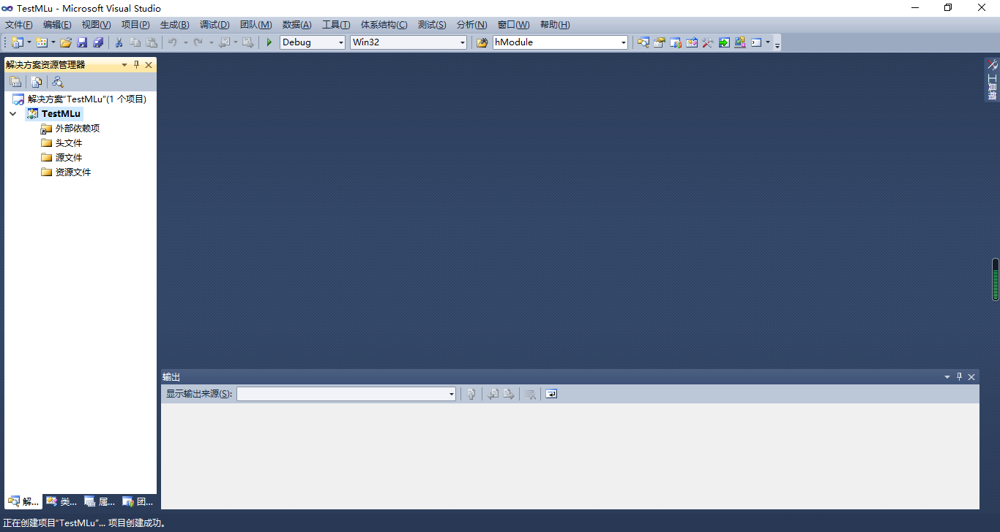 TestMLu - Microsoft Visual Studio
文件(F) 编辑(E) 视图(V) 项目(P) 生成(B) 调试(D) 团队(M) 数据(A) 工具(T) 体系结构(C) 测试(S) 分析(N) 窗口(W) 帮助(H)
Debug Win32 hModule
解决方案资源管理器
解决方案“TestMLu”(1 个项目)
TestMLu
外部依赖项
头文件
源文件
资源文件
工具箱
输出
显示输出来源(S):
解... 类... 属... 团...
正在创建项目“TestMLu”... 项目创建成功。